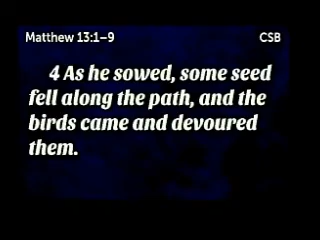 Matthew 13:1–9
CSB
4 As he sowed, some seed
fell along the path, and the
birds came and devoured
them.